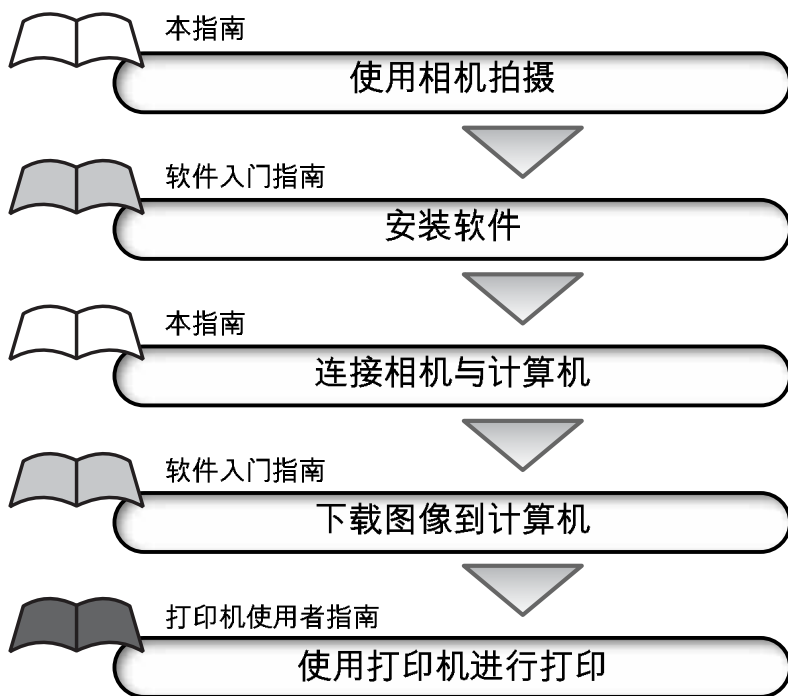 本指南
使用相机拍摄
软件入门指南
安装软件
本指南
连接相机与计算机
软件入门指南
下载图像到计算机
打印机使用者指南
使用打印机进行打印